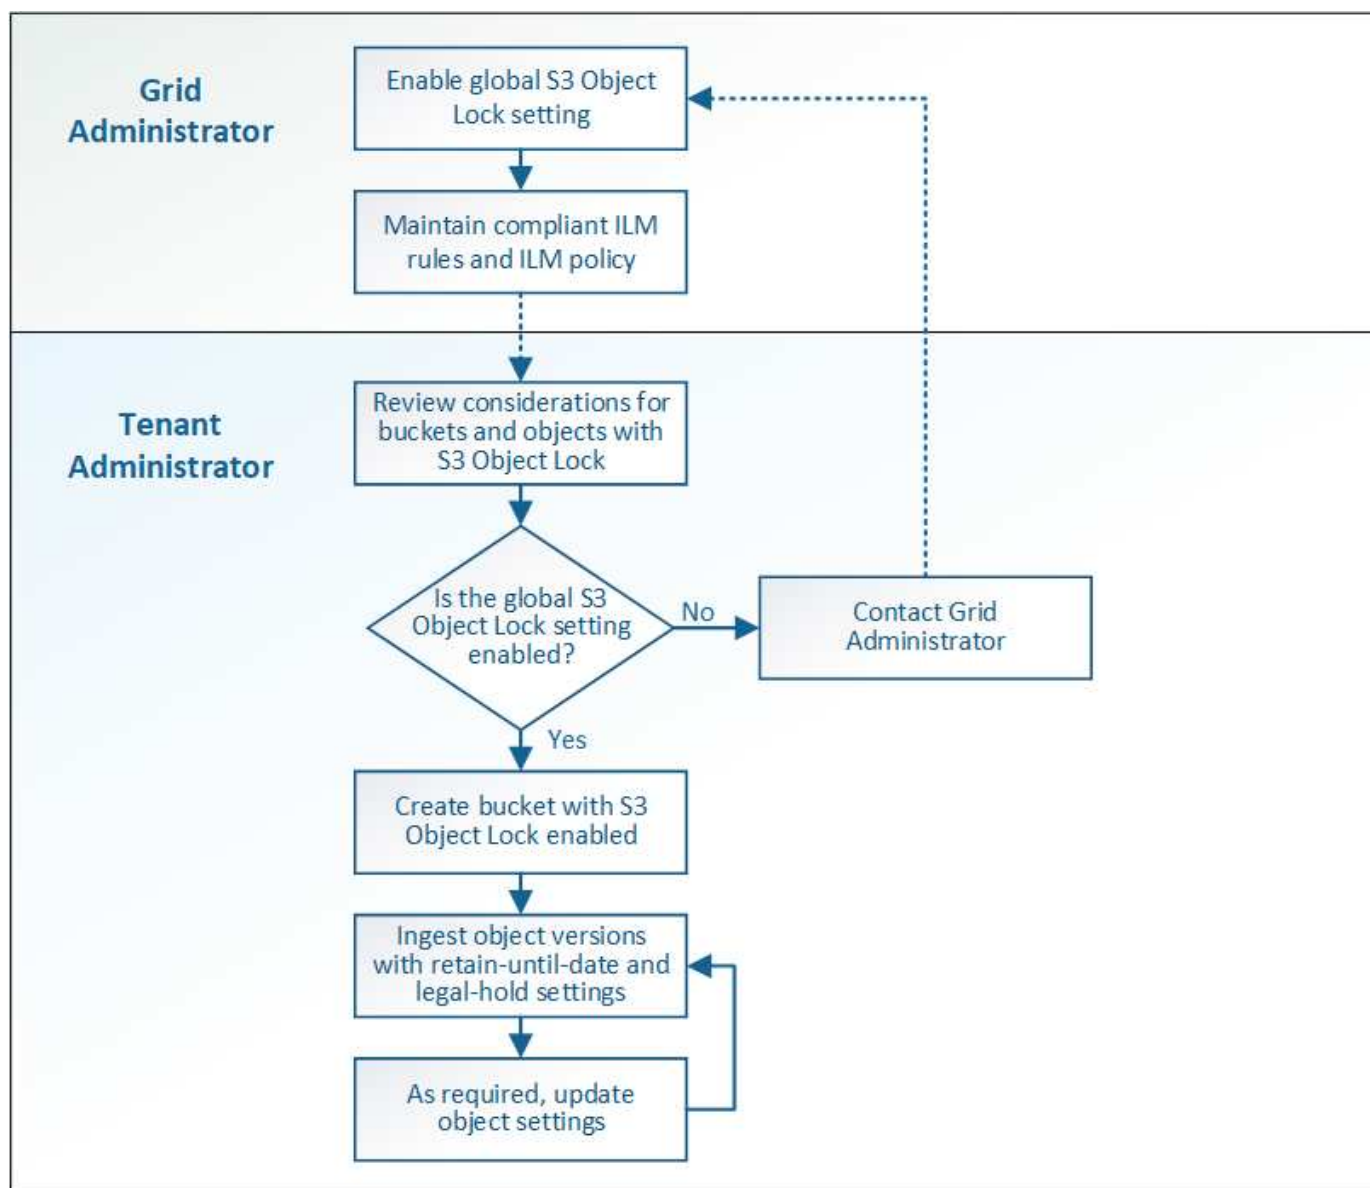 Grid
Administrator
Enable global S3 Object
Lock setting
Maintain compliant ILM
rules and ILM policy
Tenant
Administrator
Review considerations for
buckets and objects with
S3 Object Lock
Is the global S3
Object Lock setting
enabled?
No
Contact Grid
Administrator
Yes
Create bucket with S3
Object Lock enabled
Ingest object versions
with retain-until-date and
legal-hold settings
As required, update
object settings